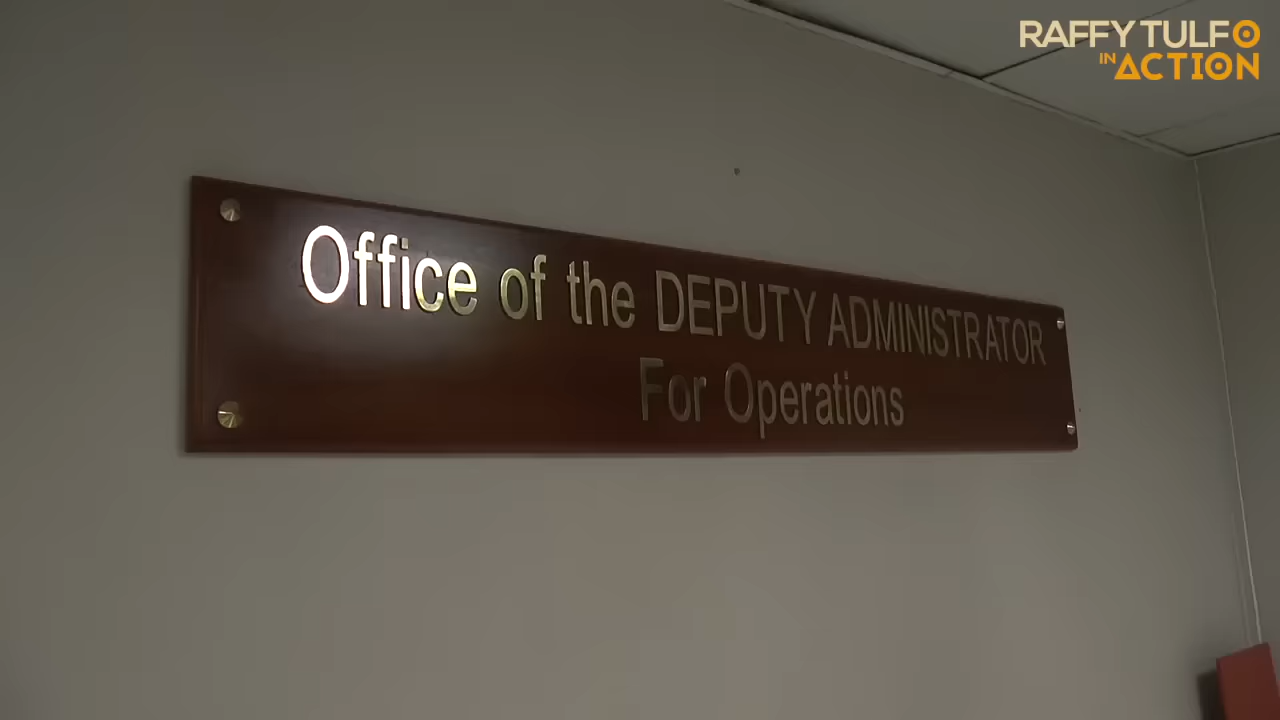 RAFFY TULFO
IN ACTION
Office of the DEPUTY ADMINISTRATOR
For Operations